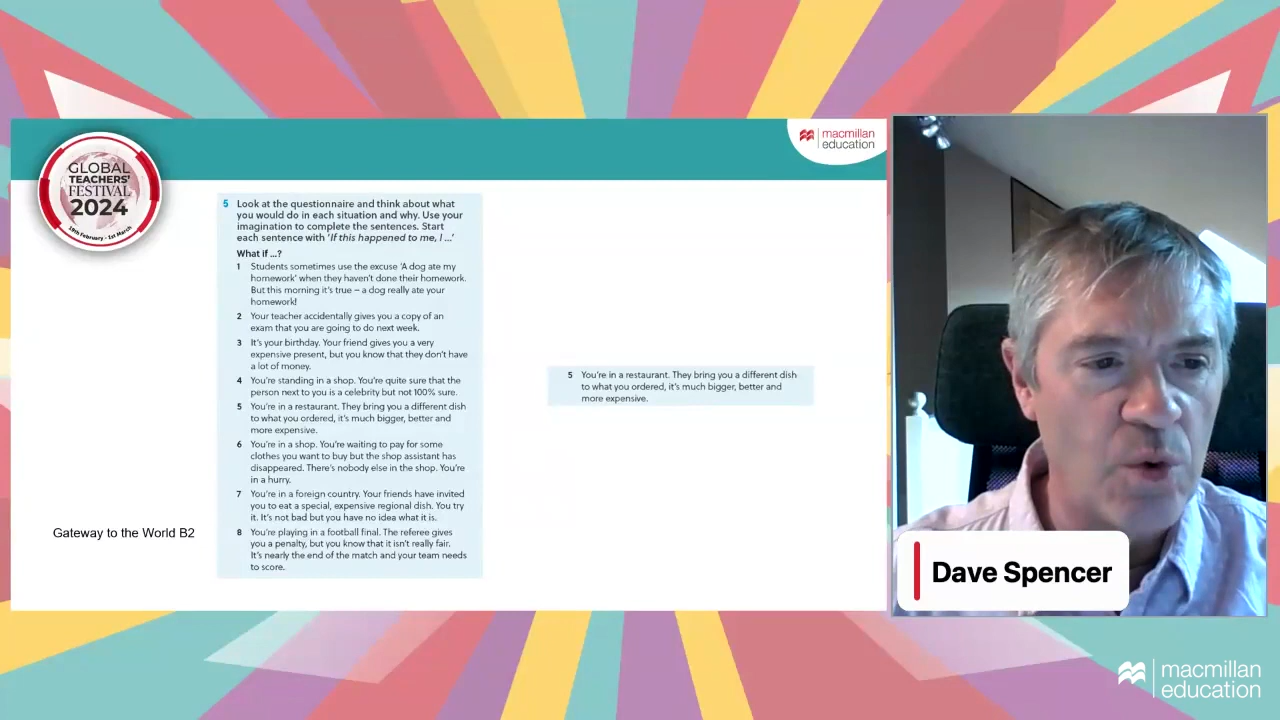 GLOBAL
TEACHERS'
FESTIVAL
2024
19th February - 1st March
macmillan
education
5 Look at the questionnaire and think about what
you would do in each situation and why. Use your
imagination to complete the sentences. Start
each sentence with 'If this happened to me, I ...'
What if ...?
1 Students sometimes use the excuse 'A dog ate my
homework' when they haven't done their homework.
But this morning it's true – a dog really ate your
homework!
2 Your teacher accidentally gives you a copy of an
exam that you are going to do next week.
3 It's your birthday. Your friend gives you a very
expensive present, but you know that they don't have
a lot of money.
4 You're standing in a shop. You're quite sure that the
person next to you is a celebrity but not 100% sure.
5 You're in a restaurant. They bring you a different dish
to what you ordered, it's much bigger, better and
more expensive.
6 You're in a shop. You're waiting to pay for some
clothes you want to buy but the shop assistant has
disappeared. There's nobody else in the shop. You're
in a hurry.
7 You're in a foreign country. Your friends have invited
you to eat a special, expensive regional dish. You try
it. It's not bad but you have no idea what it is.
8 You're playing in a football final. The referee gives
you a penalty, but you know that it isn't really fair.
It's nearly the end of the match and your team needs
to score.
5 You're in a restaurant. They bring you a different dish
to what you ordered, it's much bigger, better and
more expensive.
Gateway to the World B2
Dave Spencer
macmillan
education